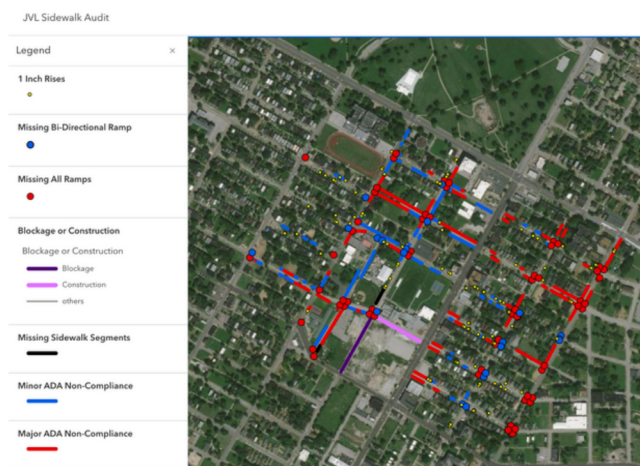 JVL Sidewalk Audit
Legend ×
1 Inch Rises
Missing Bi-Directional Ramp
Missing All Ramps
Blockage or Construction
Blockage or Construction
Blockage
Construction
others
Missing Sidewalk Segments
Minor ADA Non-Compliance
Major ADA Non-Compliance